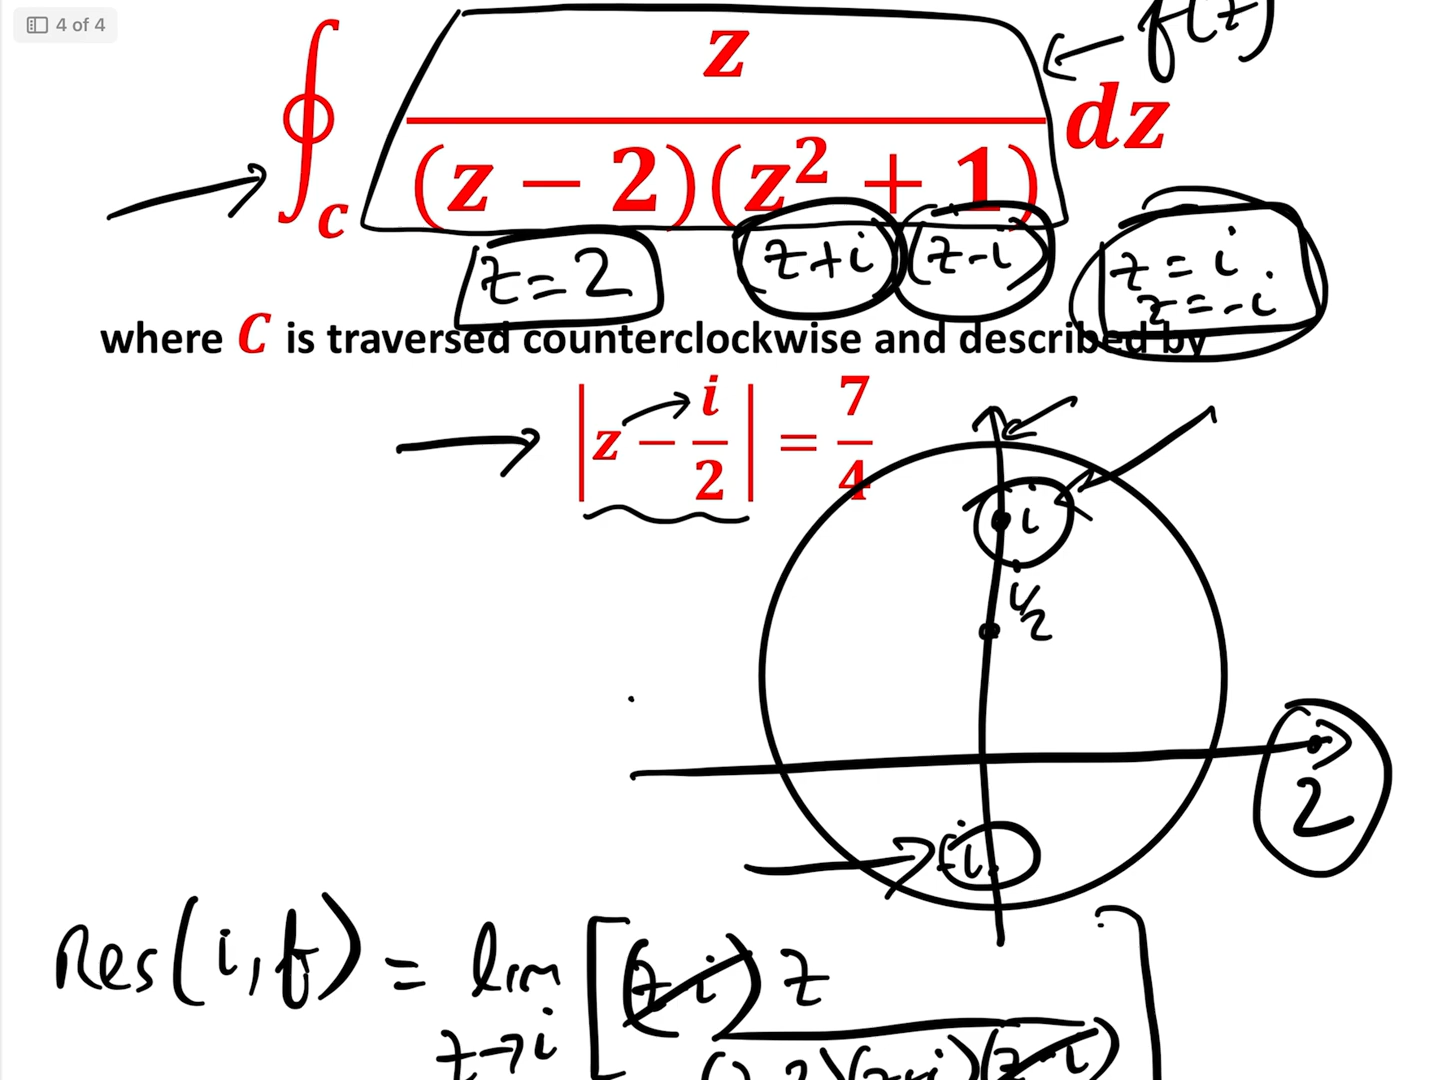 4 of 4
f(z)
∮_C z / ((z − 2)(z² + 1)) dz
z = 2 (z+i) (z-i) z = i
z = -i
where C is traversed counterclockwise and described by
|z − i/2| = 7/4
i
i/2
2
-i
Res(i, f) = lim z→i [ (z-i) z
(z-2)(z+i)(z-i) ]